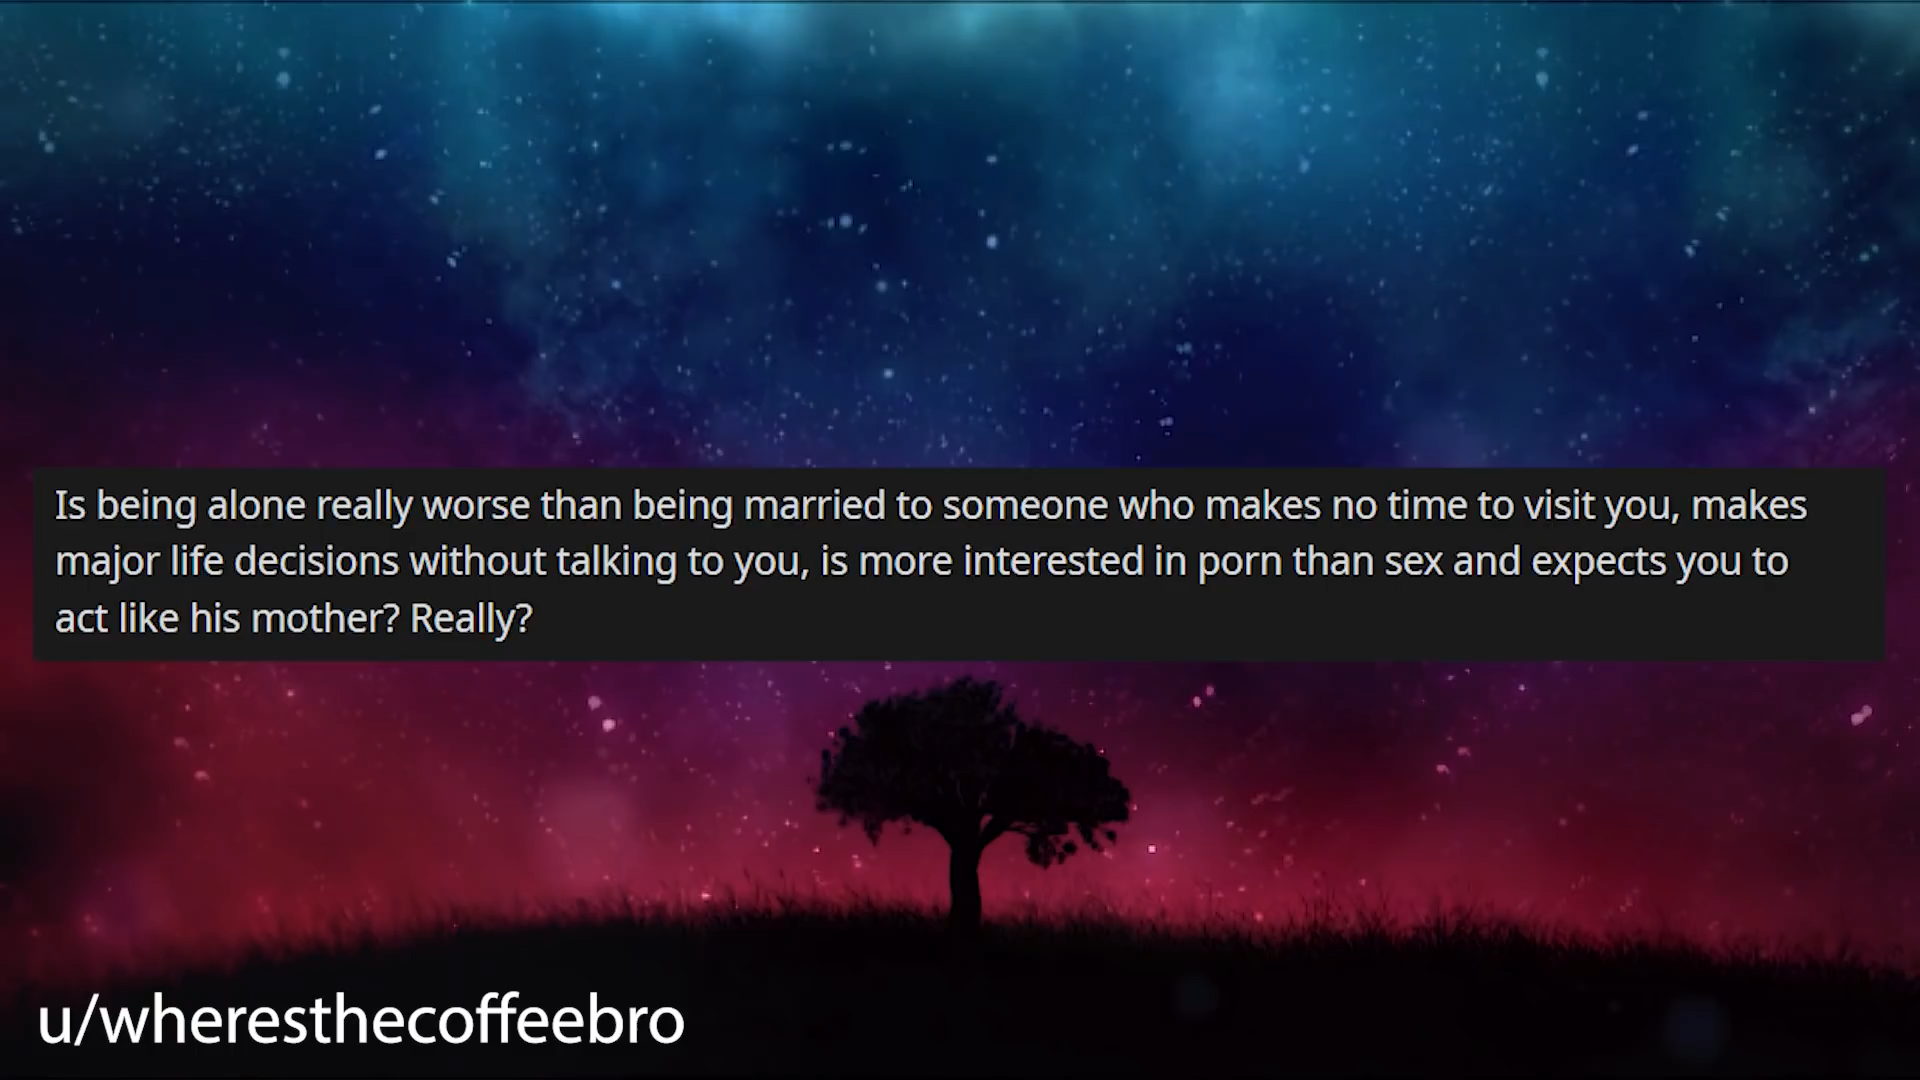 Is being alone really worse than being married to someone who makes no time to visit you, makes
major life decisions without talking to you, is more interested in porn than sex and expects you to
act like his mother? Really?
u/wheresthecoffeebro